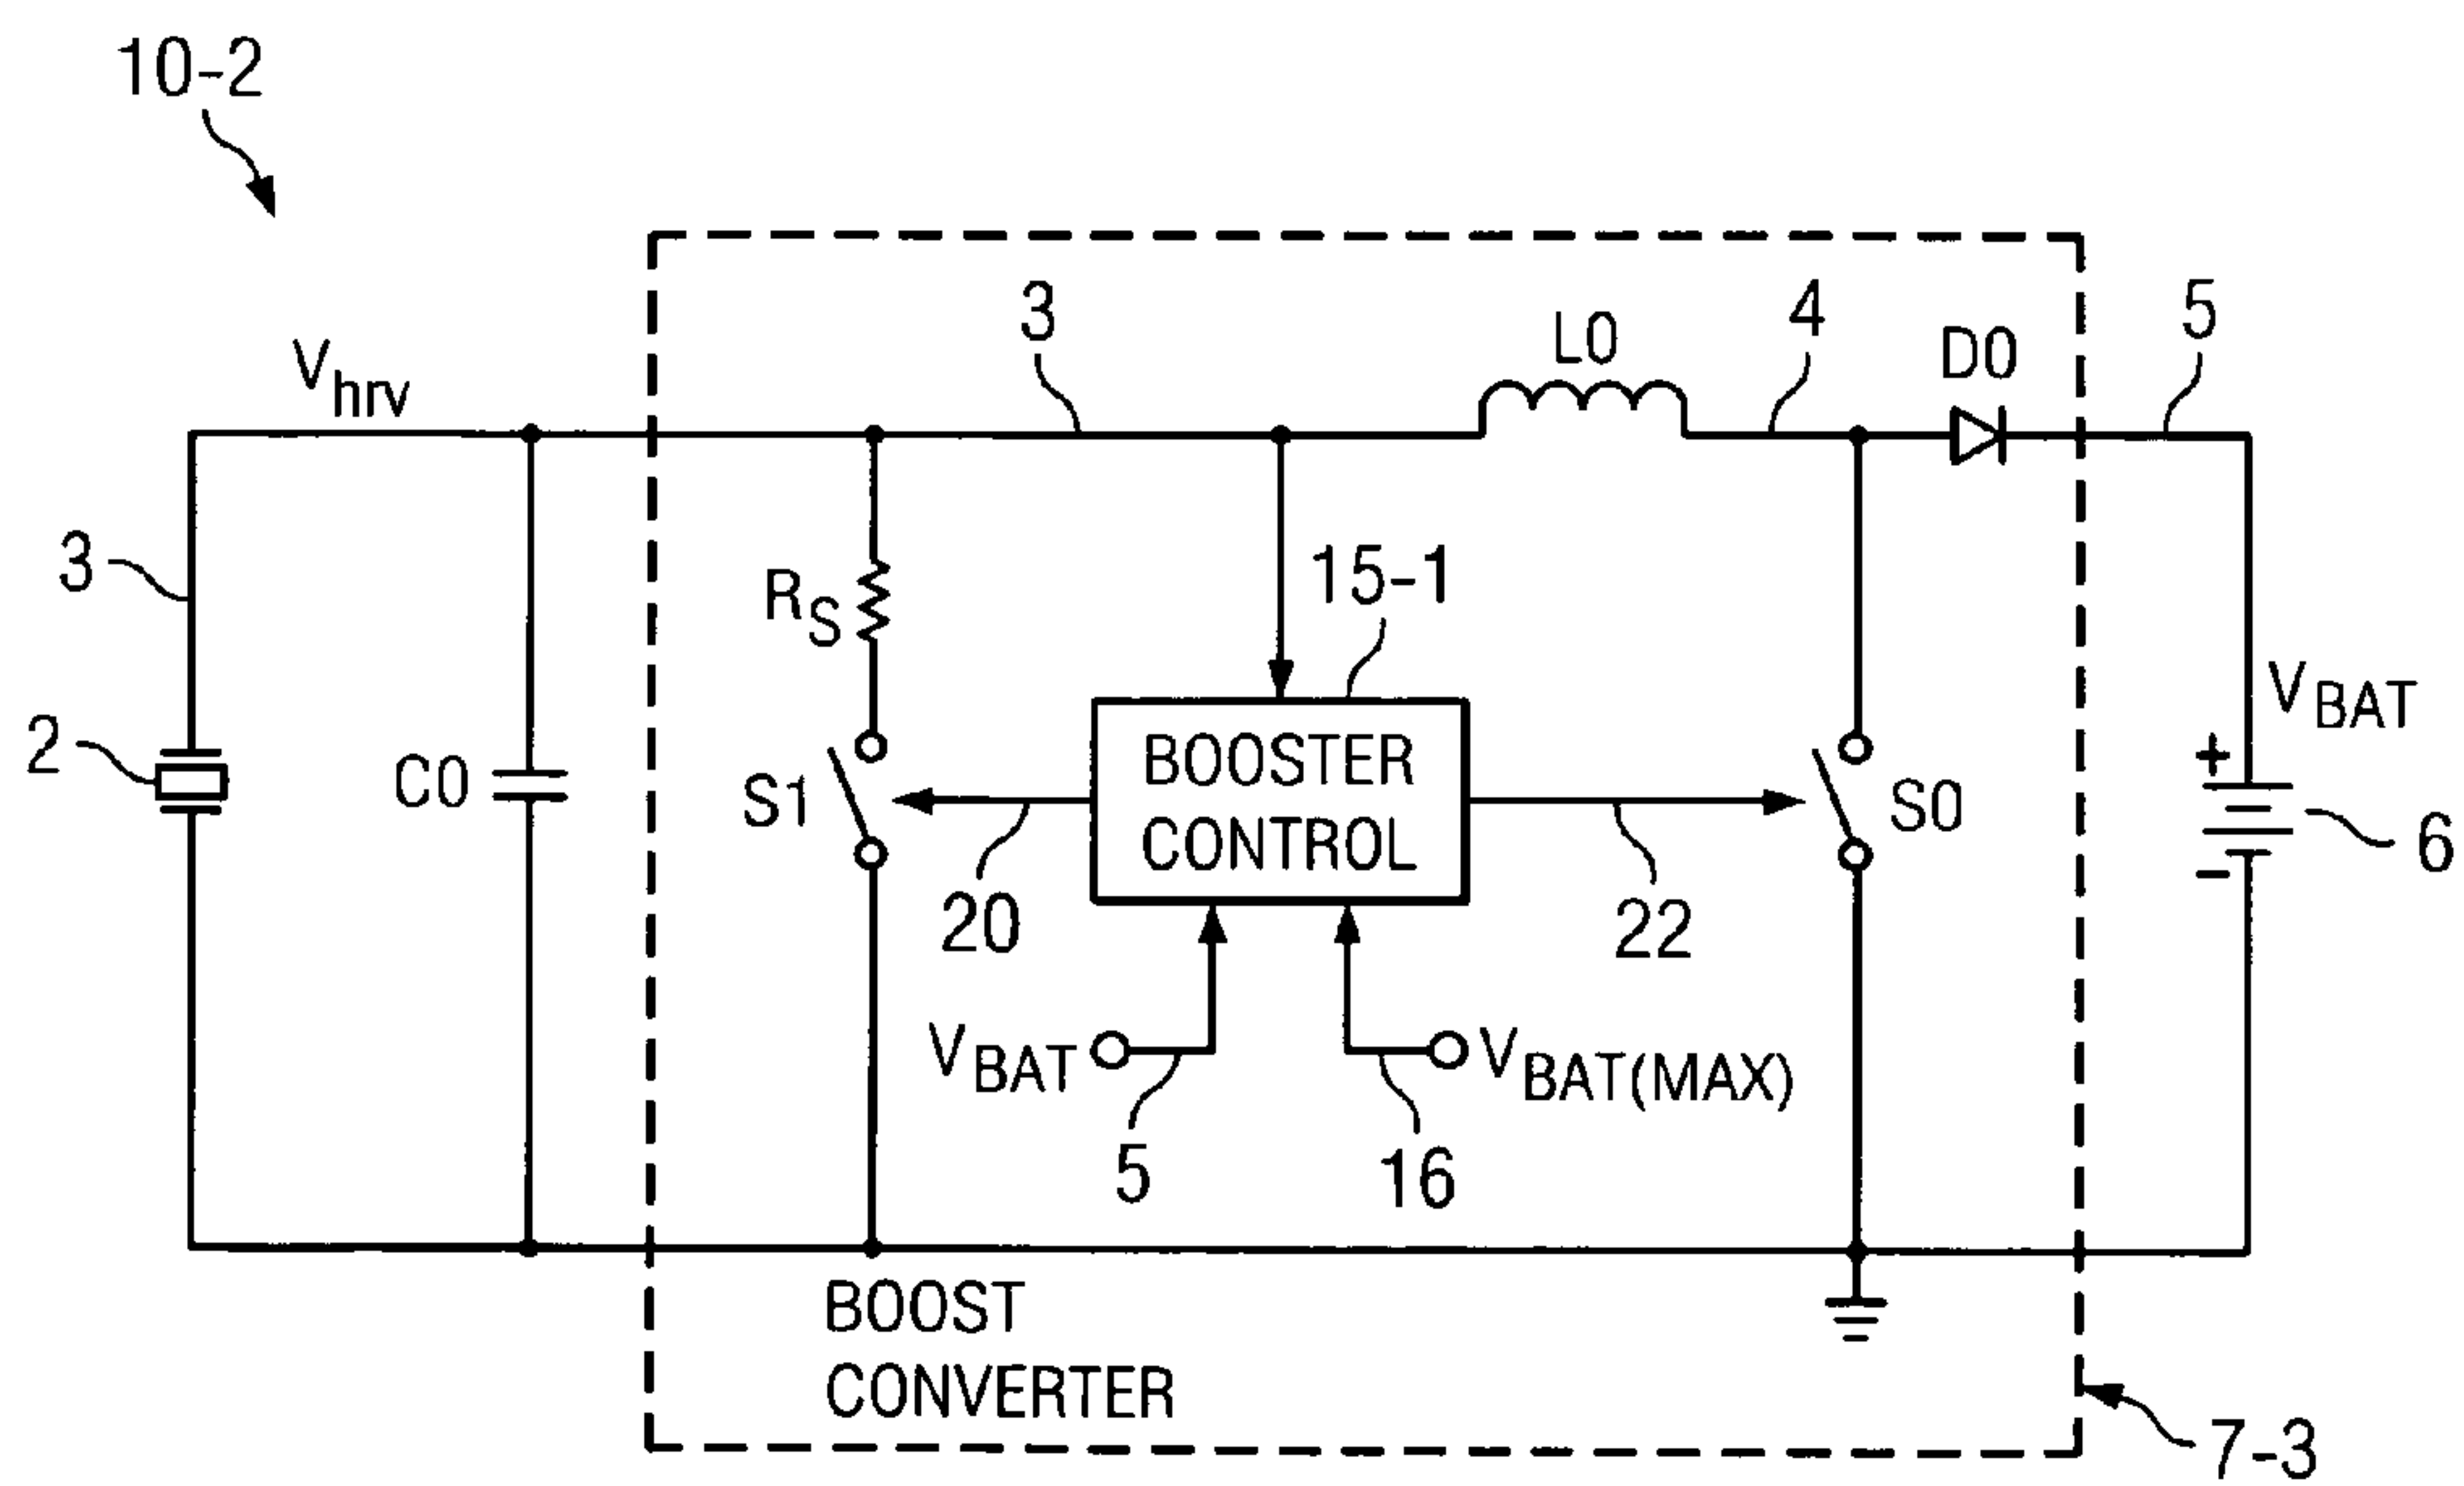 10-2
3
L0
4
D0
5
Vhrv
3
RS
15-1
VBAT
2
C0
S1
BOOSTER
CONTROL
S0
+
-
6
20
22
VBAT
VBAT(MAX)
5
16
BOOST
CONVERTER
7-3